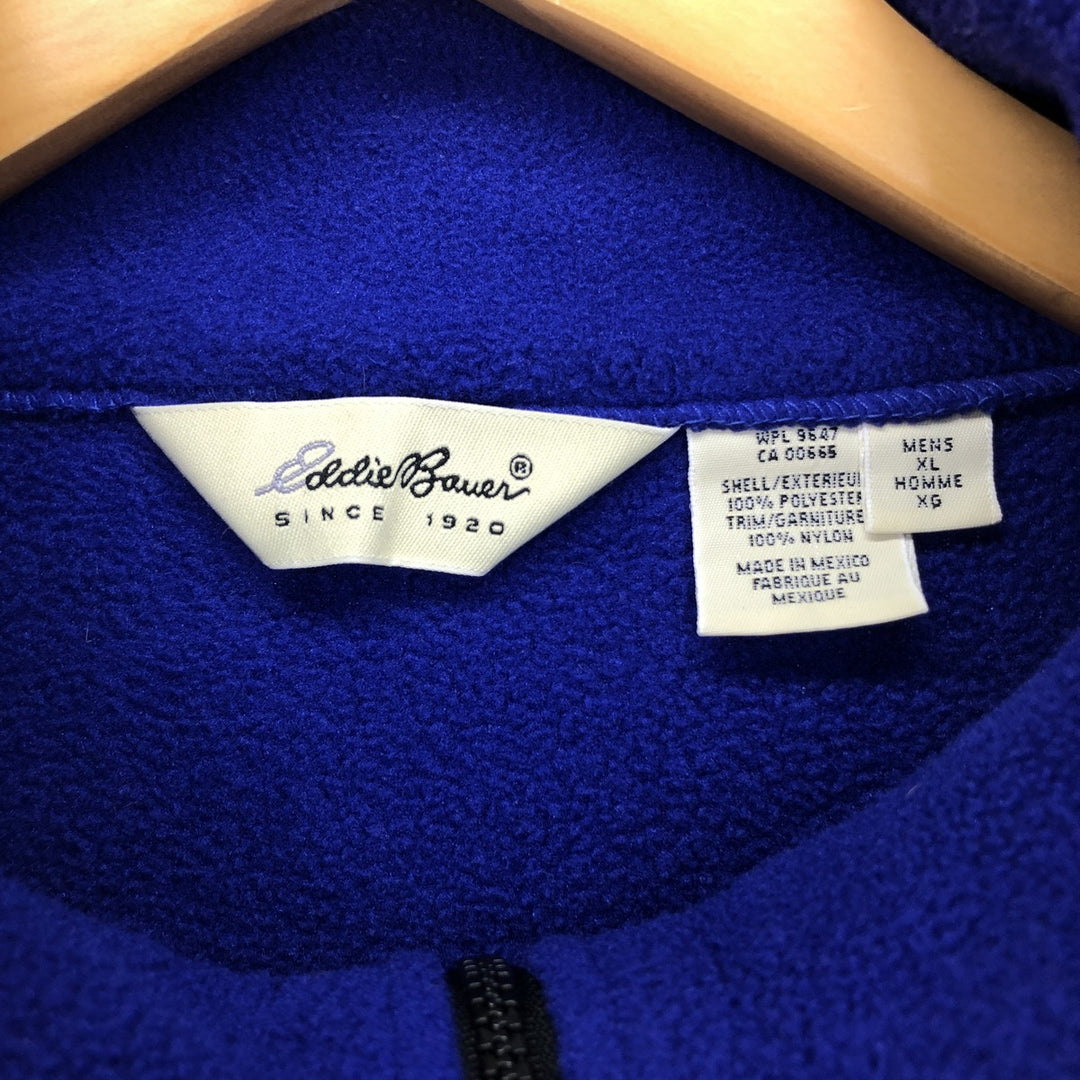 Eddie Bauer®
SINCE 1920
WPL 9647
CA 00665
SHELL/EXTERIEU
100% POLYESTER
TRIM/GARNITURE
100% NYLON
MADE IN MEXICO
FABRIQUE AU
MEXIQUE
MENS
XL
HOMME
XG